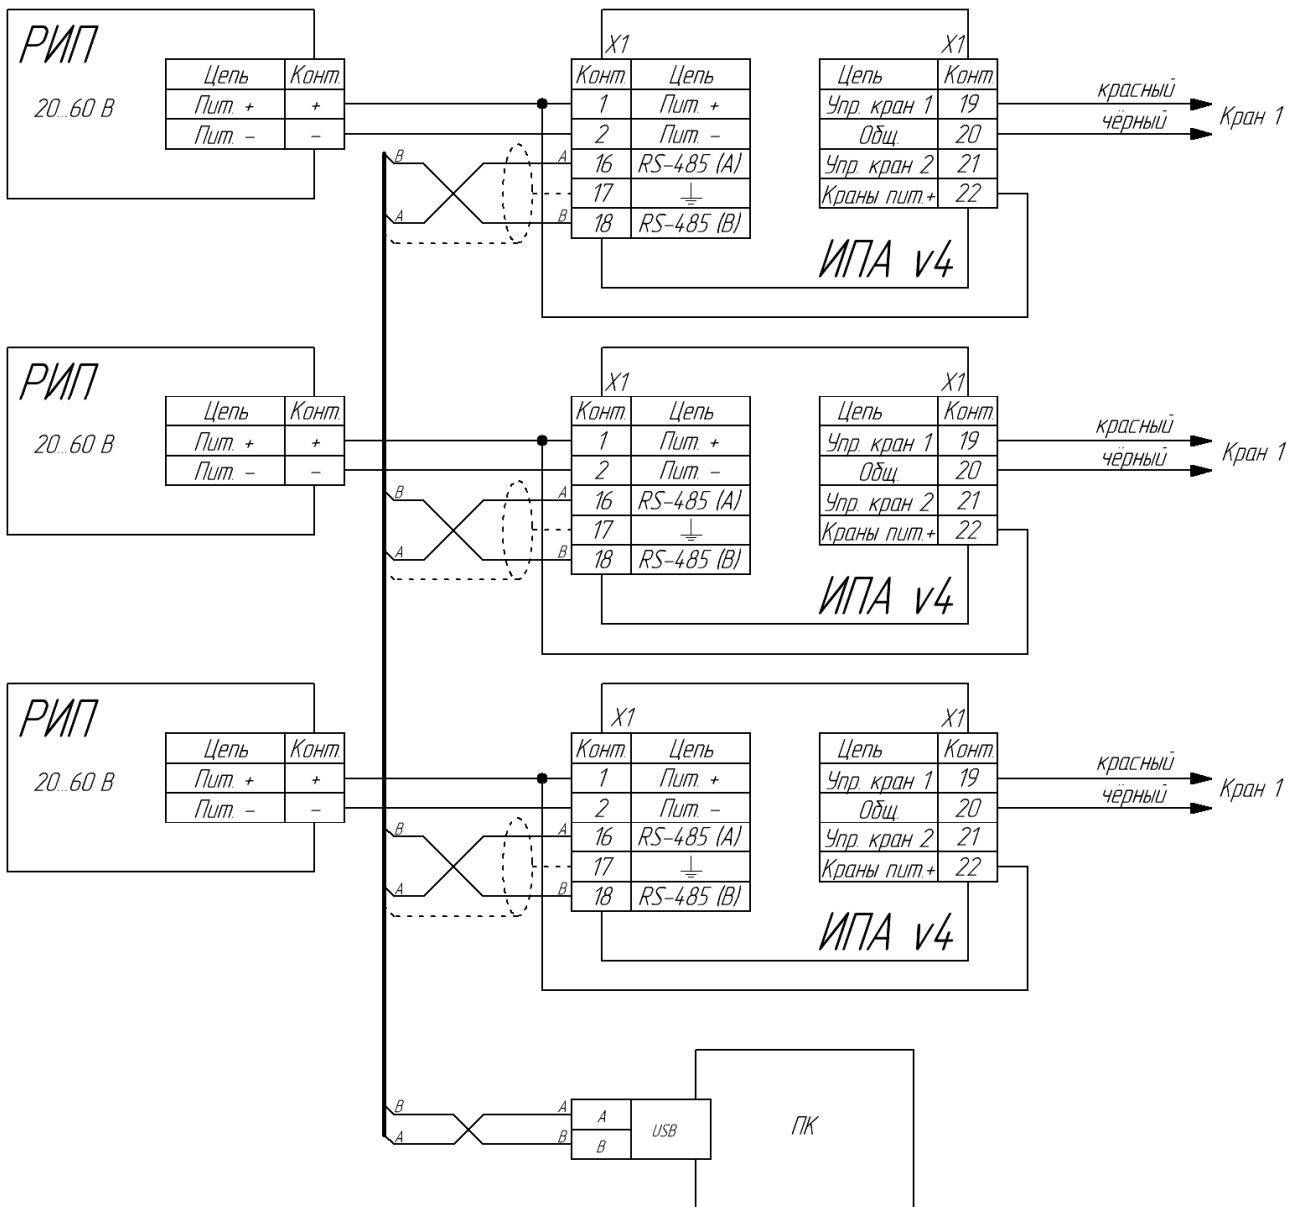 РИП
20...60 В
Цепь Конт.
Пит. + +
Пит. – –
X1
Конт. Цепь
1 Пит. +
2 Пит. –
16 RS-485 (A)
17
18 RS-485 (B)
X1
Цепь Конт.
Упр. кран 1 19
Общ. 20
Упр. кран 2 21
Краны пит.+ 22
ИПА v4
красный
чёрный
Кран 1
B A
A B
РИП
20...60 В
Цепь Конт.
Пит. + +
Пит. – –
X1
Конт. Цепь
1 Пит. +
2 Пит. –
16 RS-485 (A)
17
18 RS-485 (B)
X1
Цепь Конт.
Упр. кран 1 19
Общ. 20
Упр. кран 2 21
Краны пит.+ 22
ИПА v4
красный
чёрный
Кран 1
B A
A B
РИП
20...60 В
Цепь Конт.
Пит. + +
Пит. – –
X1
Конт. Цепь
1 Пит. +
2 Пит. –
16 RS-485 (A)
17
18 RS-485 (B)
X1
Цепь Конт.
Упр. кран 1 19
Общ. 20
Упр. кран 2 21
Краны пит.+ 22
ИПА v4
красный
чёрный
Кран 1
B A
A B
B A
A B
A
B
USB
ПК